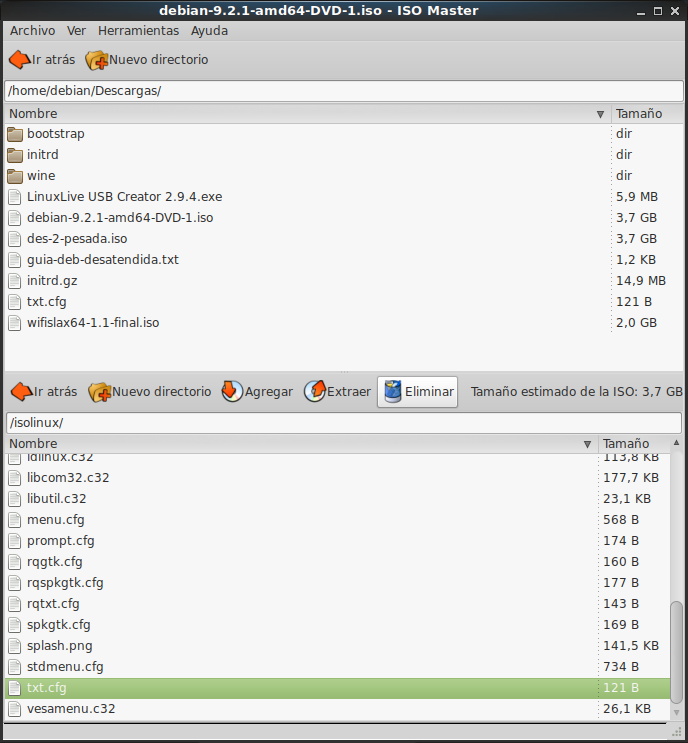 debian-9.2.1-amd64-DVD-1.iso - ISO Master
Archivo Ver Herramientas Ayuda
Ir atrás Nuevo directorio
/home/debian/Descargas/
Nombre Tamaño
bootstrap dir
initrd dir
wine dir
LinuxLive USB Creator 2.9.4.exe 5,9 MB
debian-9.2.1-amd64-DVD-1.iso 3,7 GB
des-2-pesada.iso 3,7 GB
guia-deb-desatendida.txt 1,2 KB
initrd.gz 14,9 MB
txt.cfg 121 B
wifislax64-1.1-final.iso 2,0 GB
Ir atrás Nuevo directorio Agregar Extraer Eliminar Tamaño estimado de la ISO: 3,7 GB
/isolinux/
Nombre Tamaño
ldlinux.c32 113,8 KB
libcom32.c32 177,7 KB
libutil.c32 23,1 KB
menu.cfg 568 B
prompt.cfg 174 B
rqgtk.cfg 160 B
rqspkgtk.cfg 177 B
rqtxt.cfg 143 B
spkgtk.cfg 169 B
splash.png 141,5 KB
stdmenu.cfg 734 B
txt.cfg 121 B
vesamenu.c32 26,1 KB